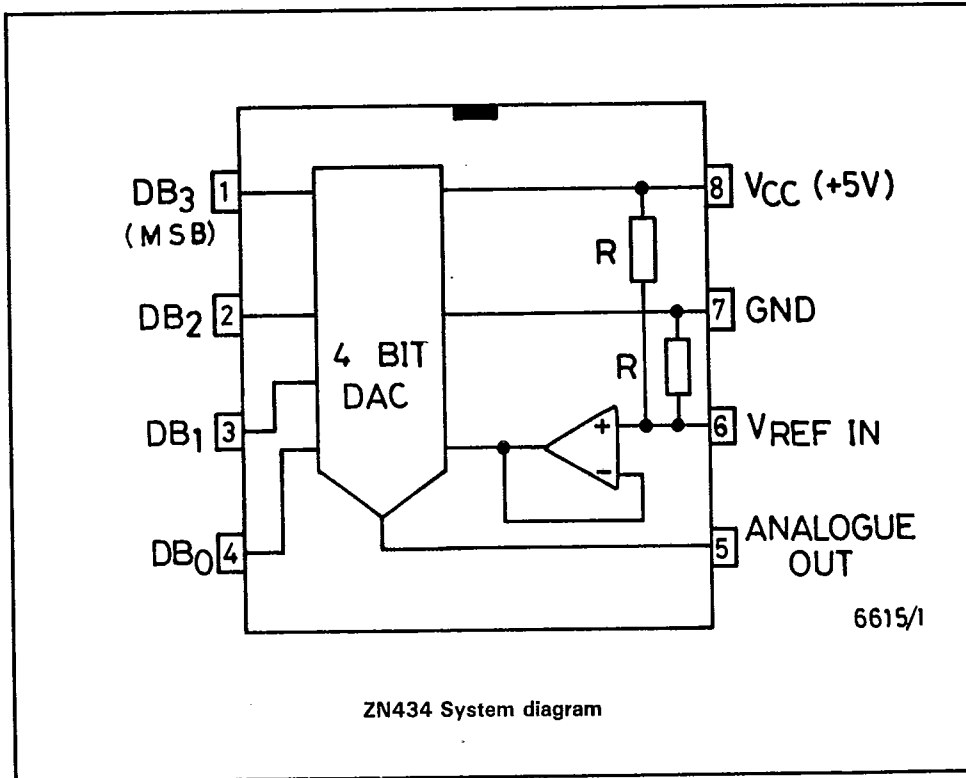 DB3 1
(MSB)
DB2 2
DB1 3
DB0 4
4 BIT
DAC
R
R
+
−
8 VCC (+5V)
7 GND
6 VREF IN
5 ANALOGUE
OUT
6615/1
ZN434 System diagram